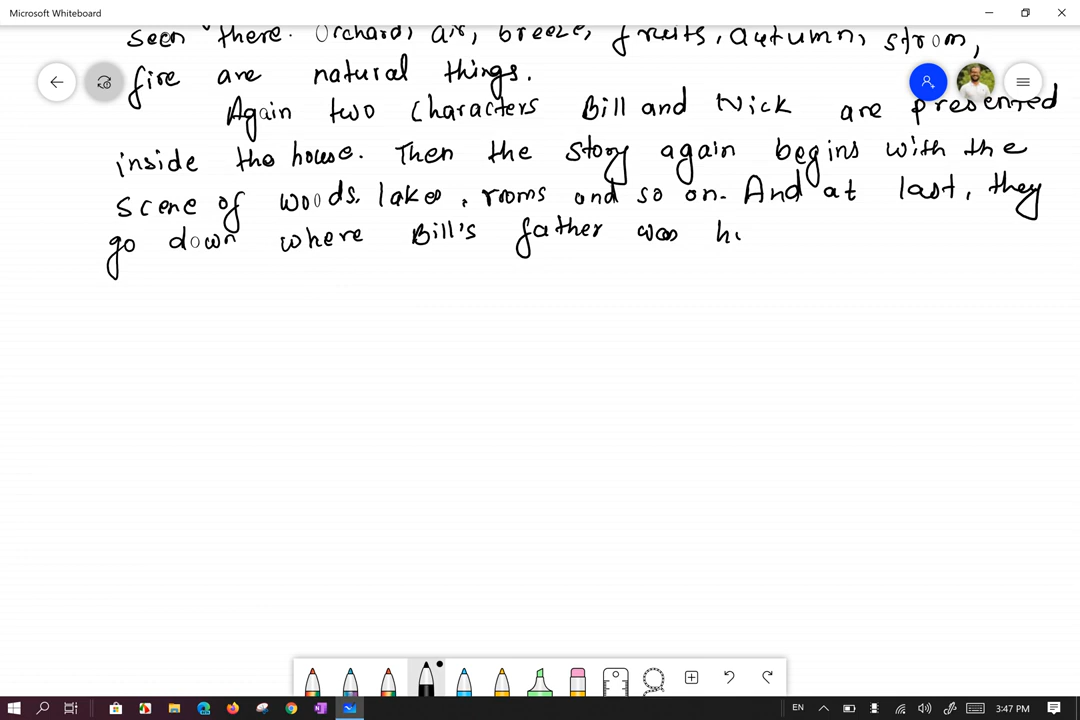 Microsoft Whiteboard
seen there. Orchard, air, breeze, fruits, autumn, strom,
fire are natural things.
Again two characters Bill and Nick are presented
inside the house. Then the story again begins with the
scene of woods, lakes, rooms and so on. And at last, they
go down where Bill's father was hu
EN 3:47 PM